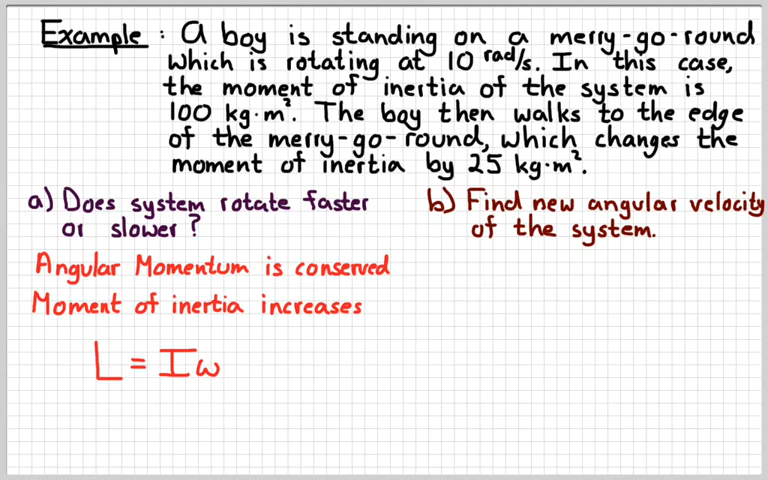 Example : A boy is standing on a merry-go-round
which is rotating at 10 rad/s. In this case,
the moment of inertia of the system is
100 kg·m². The boy then walks to the edge
of the merry-go-round, which changes the
moment of inertia by 25 kg·m².
a) Does system rotate faster
or slower?
b) Find new angular velocity
of the system.
Angular Momentum is conserved
Moment of inertia increases
L = Iω